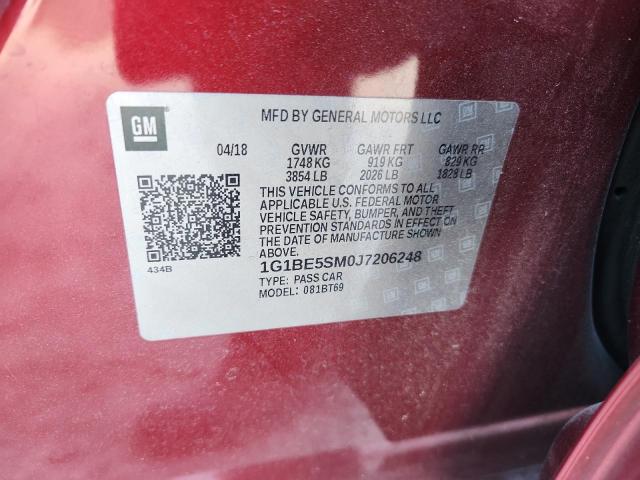 GM
MFD BY GENERAL MOTORS LLC
04/18 GVWR GAWR FRT GAWR RR
1748 KG 919 KG 829 KG
3854 LB 2026 LB 1828 LB
THIS VEHICLE CONFORMS TO ALL
APPLICABLE U.S. FEDERAL MOTOR
VEHICLE SAFETY, BUMPER, AND THEFT
PREVENTION STANDARDS IN EFFECT ON
THE DATE OF MANUFACTURE SHOWN
ABOVE.
434B
1G1BE5SM0J7206248
TYPE: PASS CAR
MODEL: 081BT69